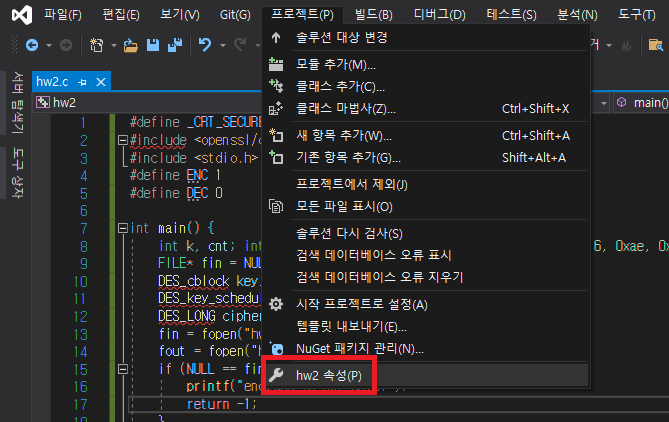 파일(F) 편집(E) 보기(V) Git(G) 프로젝트(P) 빌드(B) 디버그(D) 테스트(S) 분석(N) 도구(T)
솔루션 대상 변경
모듈 추가(M)...
클래스 추가(C)...
클래스 마법사(Z)... Ctrl+Shift+X
새 항목 추가(W)... Ctrl+Shift+A
기존 항목 추가(G)... Shift+Alt+A
프로젝트에서 제외(J)
모든 파일 표시(O)
솔루션 다시 검사(S)
검색 데이터베이스 오류 표시
검색 데이터베이스 오류 지우기
시작 프로젝트로 설정(A)
템플릿 내보내기(E)...
NuGet 패키지 관리(N)...
hw2 속성(P)
서버 탐색기
도구 상자
hw2.c
hw2
main()
1 #define _CRT_SECURE
2 #include <openssl/
3 #include <stdio.h>
4 #define ENC 1
5 #define DEC 0
6
7 int main() {
8 int k, cnt; int 6, 0xae, 0x
9 FILE* fin = NUL
10 DES_cblock key
11 DES_key_schedul
12 DES_LONG cipher
13 fin = fopen("hw
14 fout = fopen("h
15 if (NULL == fin
16 printf("en
17 return -1;
18 }